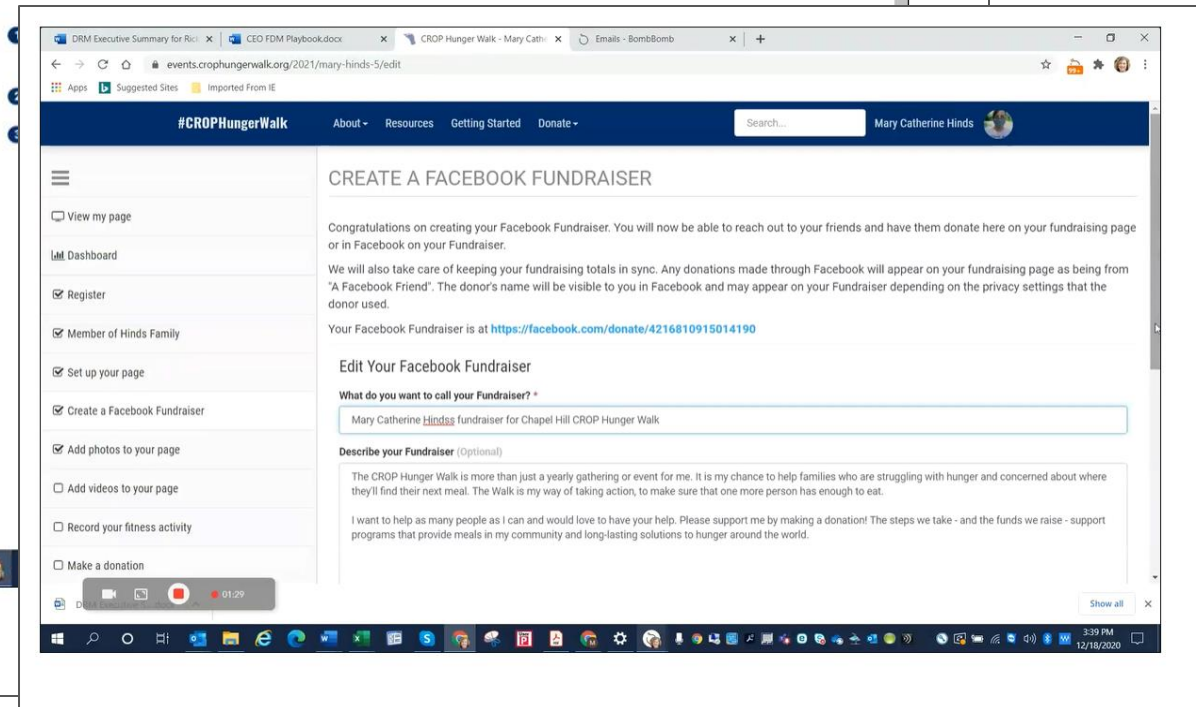 DRM Executive Summary for Ric
CEO FDM Playbook.docx
CROP Hunger Walk - Mary Cathe
Emails - BombBomb
events.crophungerwalk.org/2021/mary-hinds-5/edit
Apps
Suggested Sites
Imported From IE
#CROPHungerWalk
About
Resources
Getting Started
Donate
Search...
Mary Catherine Hinds
View my page
Dashboard
Register
Member of Hinds Family
Set up your page
Create a Facebook Fundraiser
Add photos to your page
Add videos to your page
Record your fitness activity
Make a donation
CREATE A FACEBOOK FUNDRAISER
Congratulations on creating your Facebook Fundraiser. You will now be able to reach out to your friends and have them donate here on your fundraising page
or in Facebook on your Fundraiser.
We will also take care of keeping your fundraising totals in sync. Any donations made through Facebook will appear on your fundraising page as being from
"A Facebook Friend". The donor's name will be visible to you in Facebook and may appear on your Fundraiser depending on the privacy settings that the
donor used.
Your Facebook Fundraiser is at https://facebook.com/donate/4216810915014190
Edit Your Facebook Fundraiser
What do you want to call your Fundraiser? *
Mary Catherine Hindss fundraiser for Chapel Hill CROP Hunger Walk
Describe your Fundraiser (Optional)
The CROP Hunger Walk is more than just a yearly gathering or event for me. It is my chance to help families who are struggling with hunger and concerned about where
they'll find their next meal. The Walk is my way of taking action, to make sure that one more person has enough to eat.
I want to help as many people as I can and would love to have your help. Please support me by making a donation! The steps we take - and the funds we raise - support
programs that provide meals in my community and long-lasting solutions to hunger around the world.
01:29
Show all
3:39 PM
12/18/2020